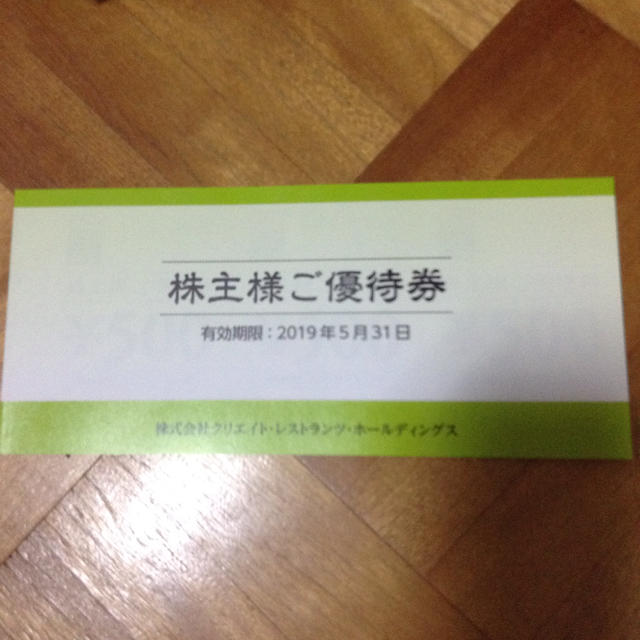 株主様ご優待券
有効期限：2019年5月31日
株式会社クリエイト・レストランツ・ホールディングス